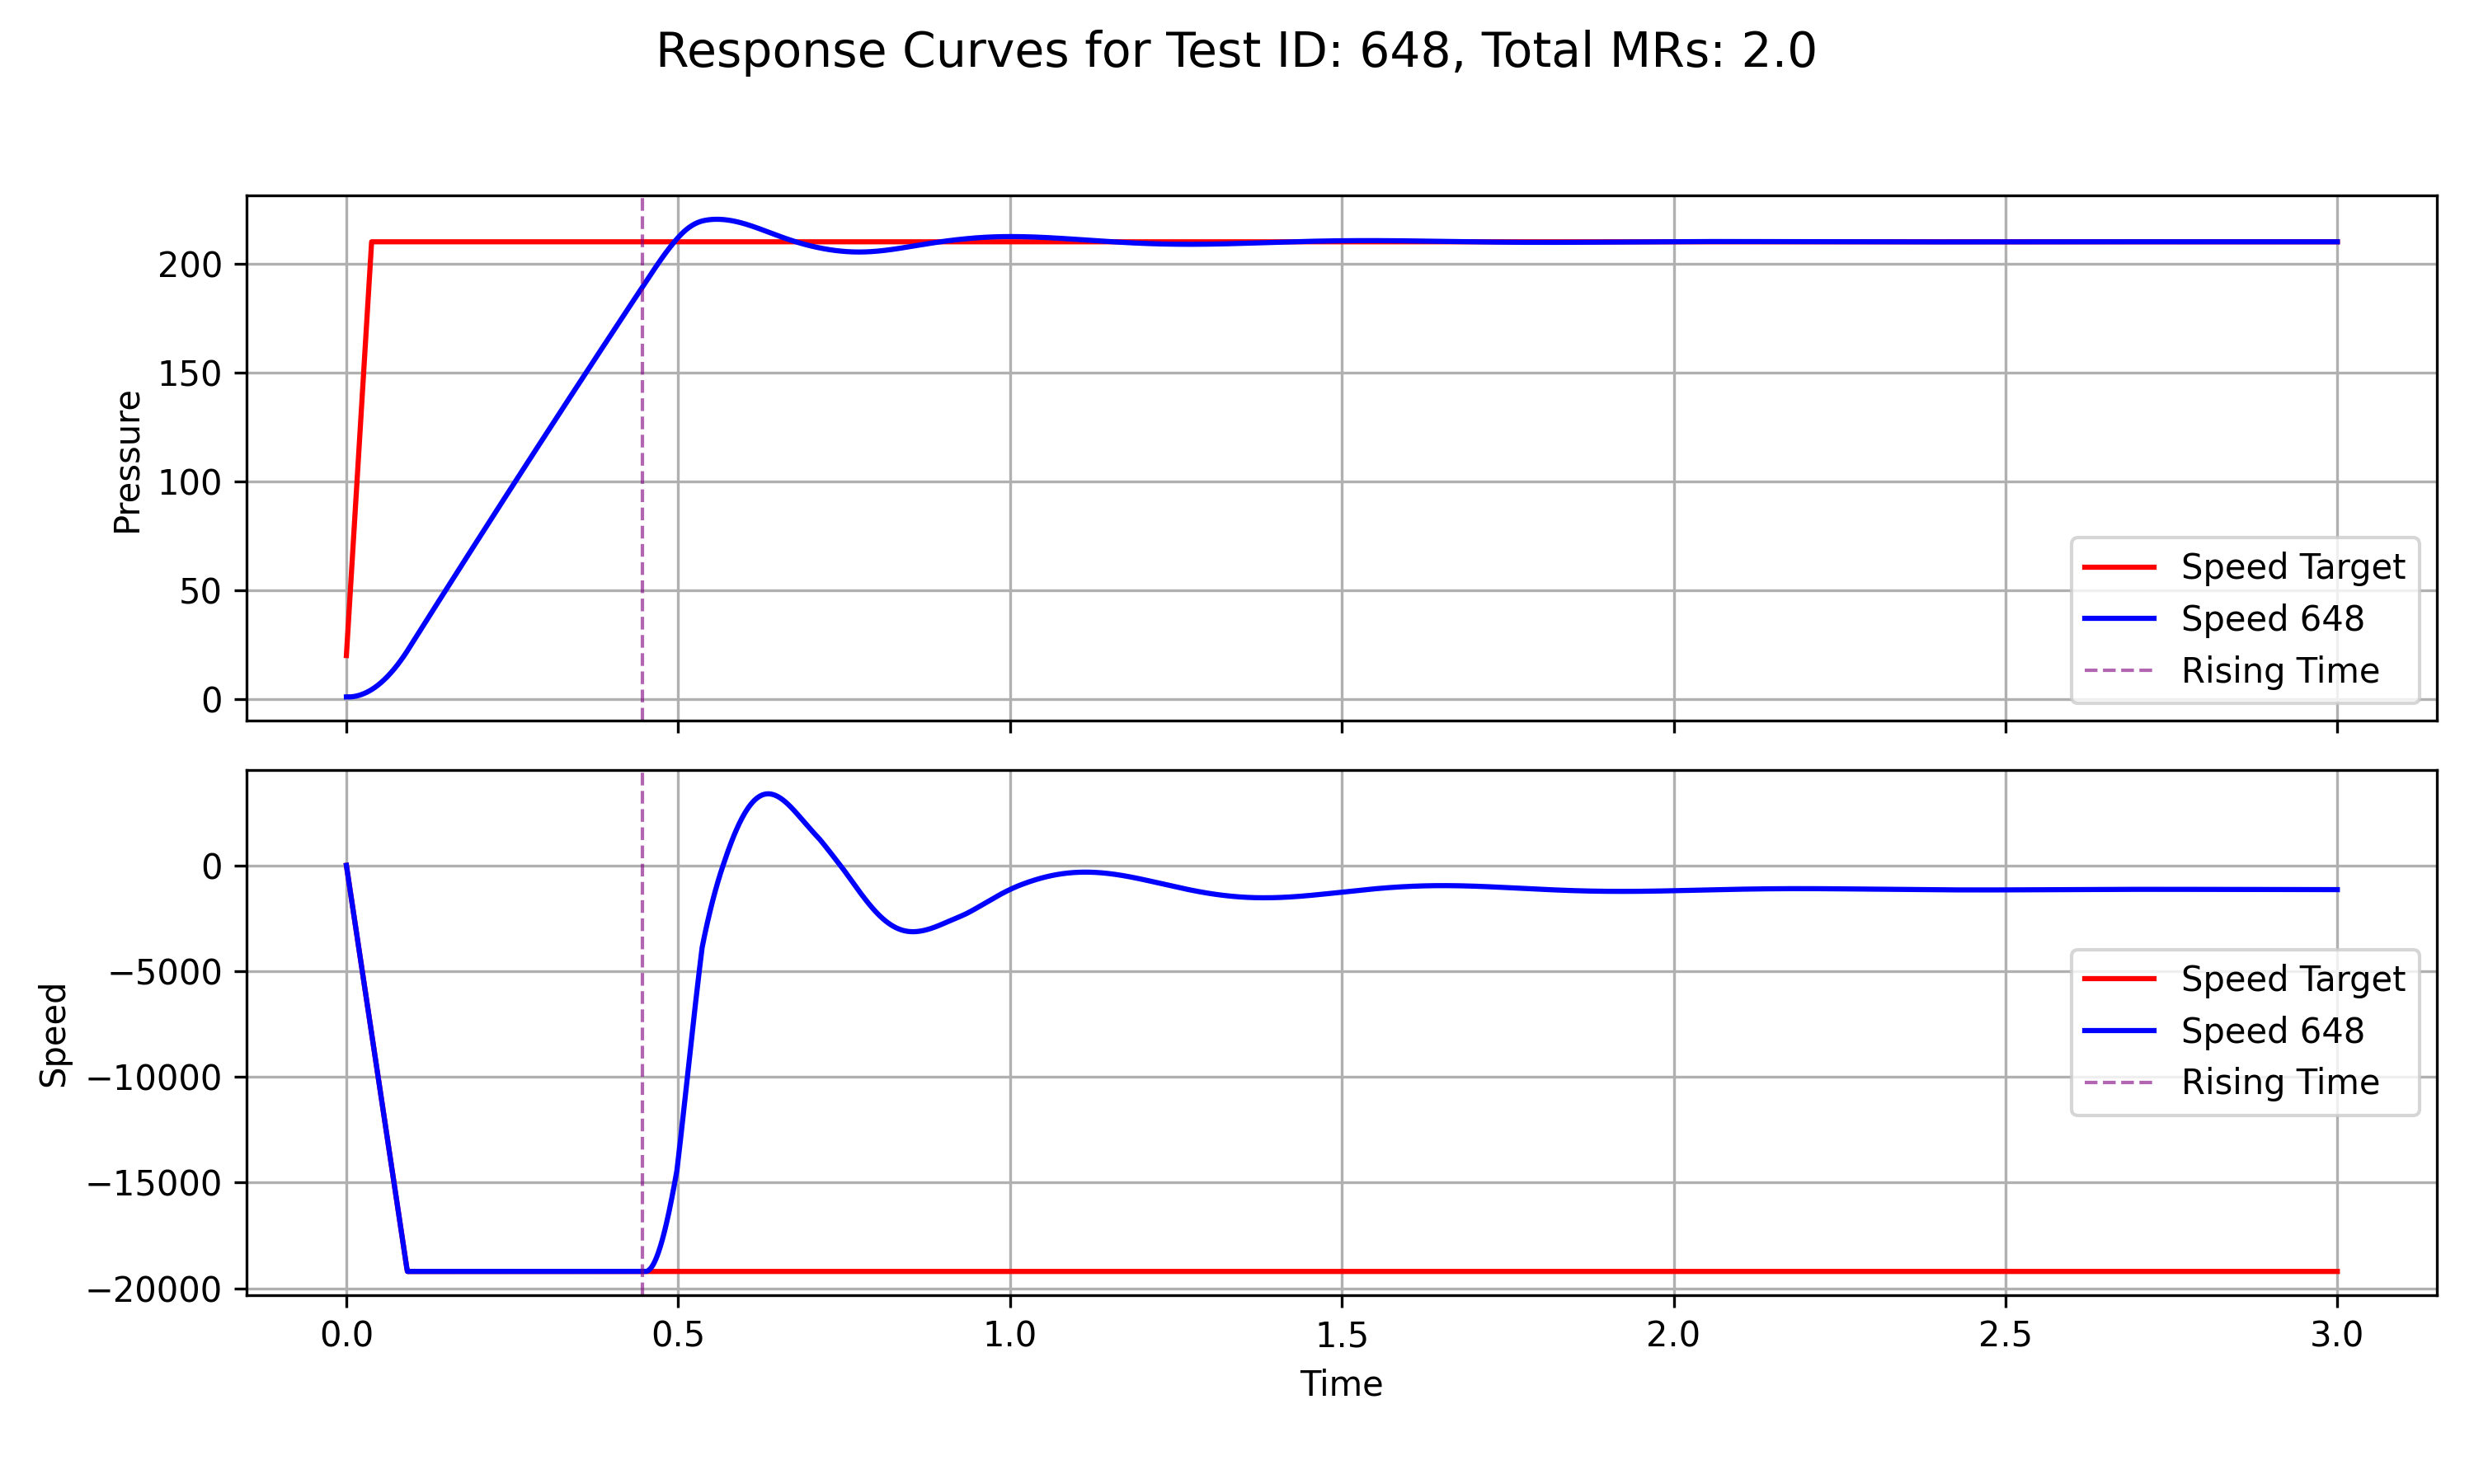 Response Curves for Test ID: 648, Total MRs: 2.0
200
150
100
50
0
Pressure
Speed Target
Speed 648
Rising Time
0
−5000
−10000
−15000
−20000
Speed
Speed Target
Speed 648
Rising Time
0.0 0.5 1.0 1.5 2.0 2.5 3.0
Time